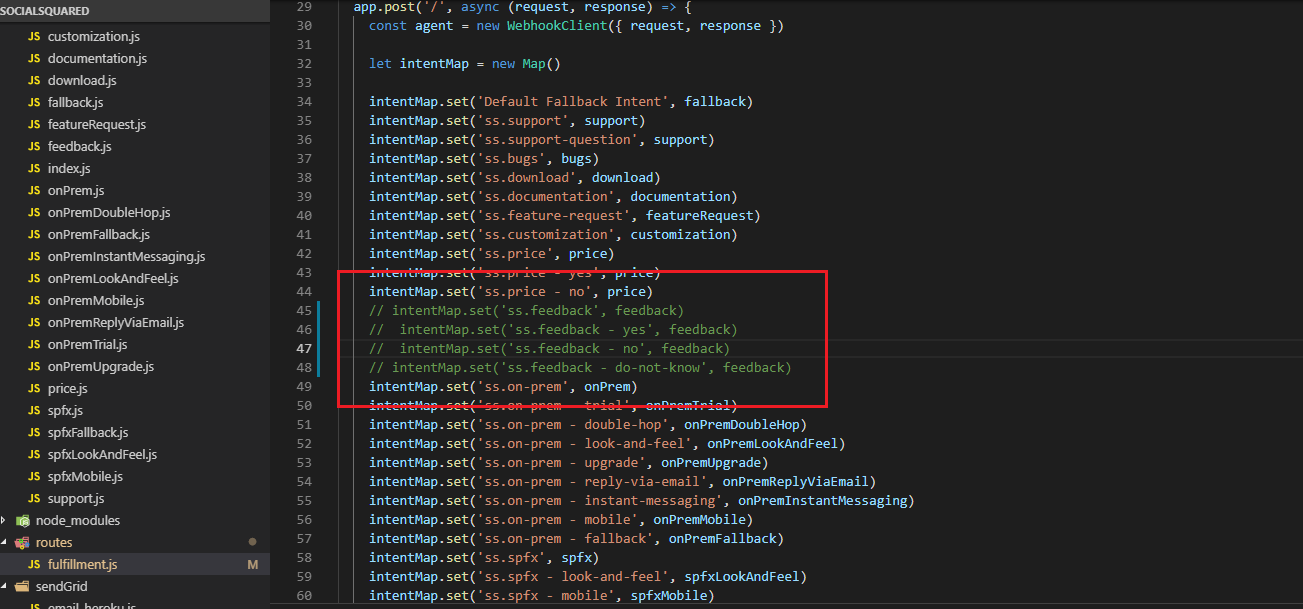 SOCIALSQUARED
JS customization.js
JS documentation.js
JS download.js
JS fallback.js
JS featureRequest.js
JS feedback.js
JS index.js
JS onPrem.js
JS onPremDoubleHop.js
JS onPremFallback.js
JS onPremInstantMessaging.js
JS onPremLookAndFeel.js
JS onPremMobile.js
JS onPremReplyViaEmail.js
JS onPremTrial.js
JS onPremUpgrade.js
JS price.js
JS spfx.js
JS spfxFallback.js
JS spfxLookAndFeel.js
JS spfxMobile.js
JS support.js
node_modules
routes
JS fulfillment.js M
sendGrid
JS email_heroku.js
29 app.post('/', async (request, response) => {
30 const agent = new WebhookClient({ request, response })
31
32 let intentMap = new Map()
33
34 intentMap.set('Default Fallback Intent', fallback)
35 intentMap.set('ss.support', support)
36 intentMap.set('ss.support-question', support)
37 intentMap.set('ss.bugs', bugs)
38 intentMap.set('ss.download', download)
39 intentMap.set('ss.documentation', documentation)
40 intentMap.set('ss.feature-request', featureRequest)
41 intentMap.set('ss.customization', customization)
42 intentMap.set('ss.price', price)
43 intentMap.set('ss.price - yes', price)
44 intentMap.set('ss.price - no', price)
45 // intentMap.set('ss.feedback', feedback)
46 //  intentMap.set('ss.feedback - yes', feedback)
47 //  intentMap.set('ss.feedback - no', feedback)
48 // intentMap.set('ss.feedback - do-not-know', feedback)
49 intentMap.set('ss.on-prem', onPrem)
50 intentMap.set('ss.on-prem - trial', onPremTrial)
51 intentMap.set('ss.on-prem - double-hop', onPremDoubleHop)
52 intentMap.set('ss.on-prem - look-and-feel', onPremLookAndFeel)
53 intentMap.set('ss.on-prem - upgrade', onPremUpgrade)
54 intentMap.set('ss.on-prem - reply-via-email', onPremReplyViaEmail)
55 intentMap.set('ss.on-prem - instant-messaging', onPremInstantMessaging)
56 intentMap.set('ss.on-prem - mobile', onPremMobile)
57 intentMap.set('ss.on-prem - fallback', onPremFallback)
58 intentMap.set('ss.spfx', spfx)
59 intentMap.set('ss.spfx - look-and-feel', spfxLookAndFeel)
60 intentMap.set('ss.spfx - mobile', spfxMobile)